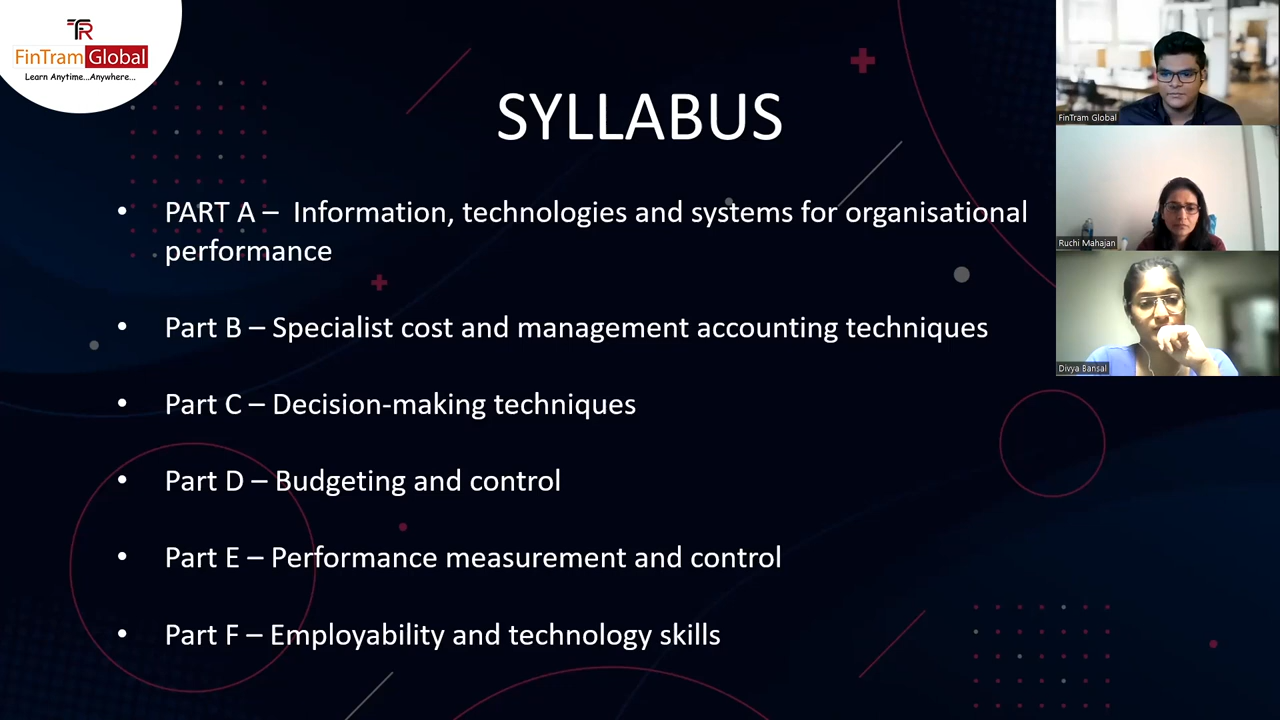 FR
FinTram Global
Learn Anytime...Anywhere...
SYLLABUS
• PART A – Information, technologies and systems for organisational
performance
• Part B – Specialist cost and management accounting techniques
• Part C – Decision-making techniques
• Part D – Budgeting and control
• Part E – Performance measurement and control
• Part F – Employability and technology skills
FinTram Global
Ruchi Mahajan
Divya Bansal